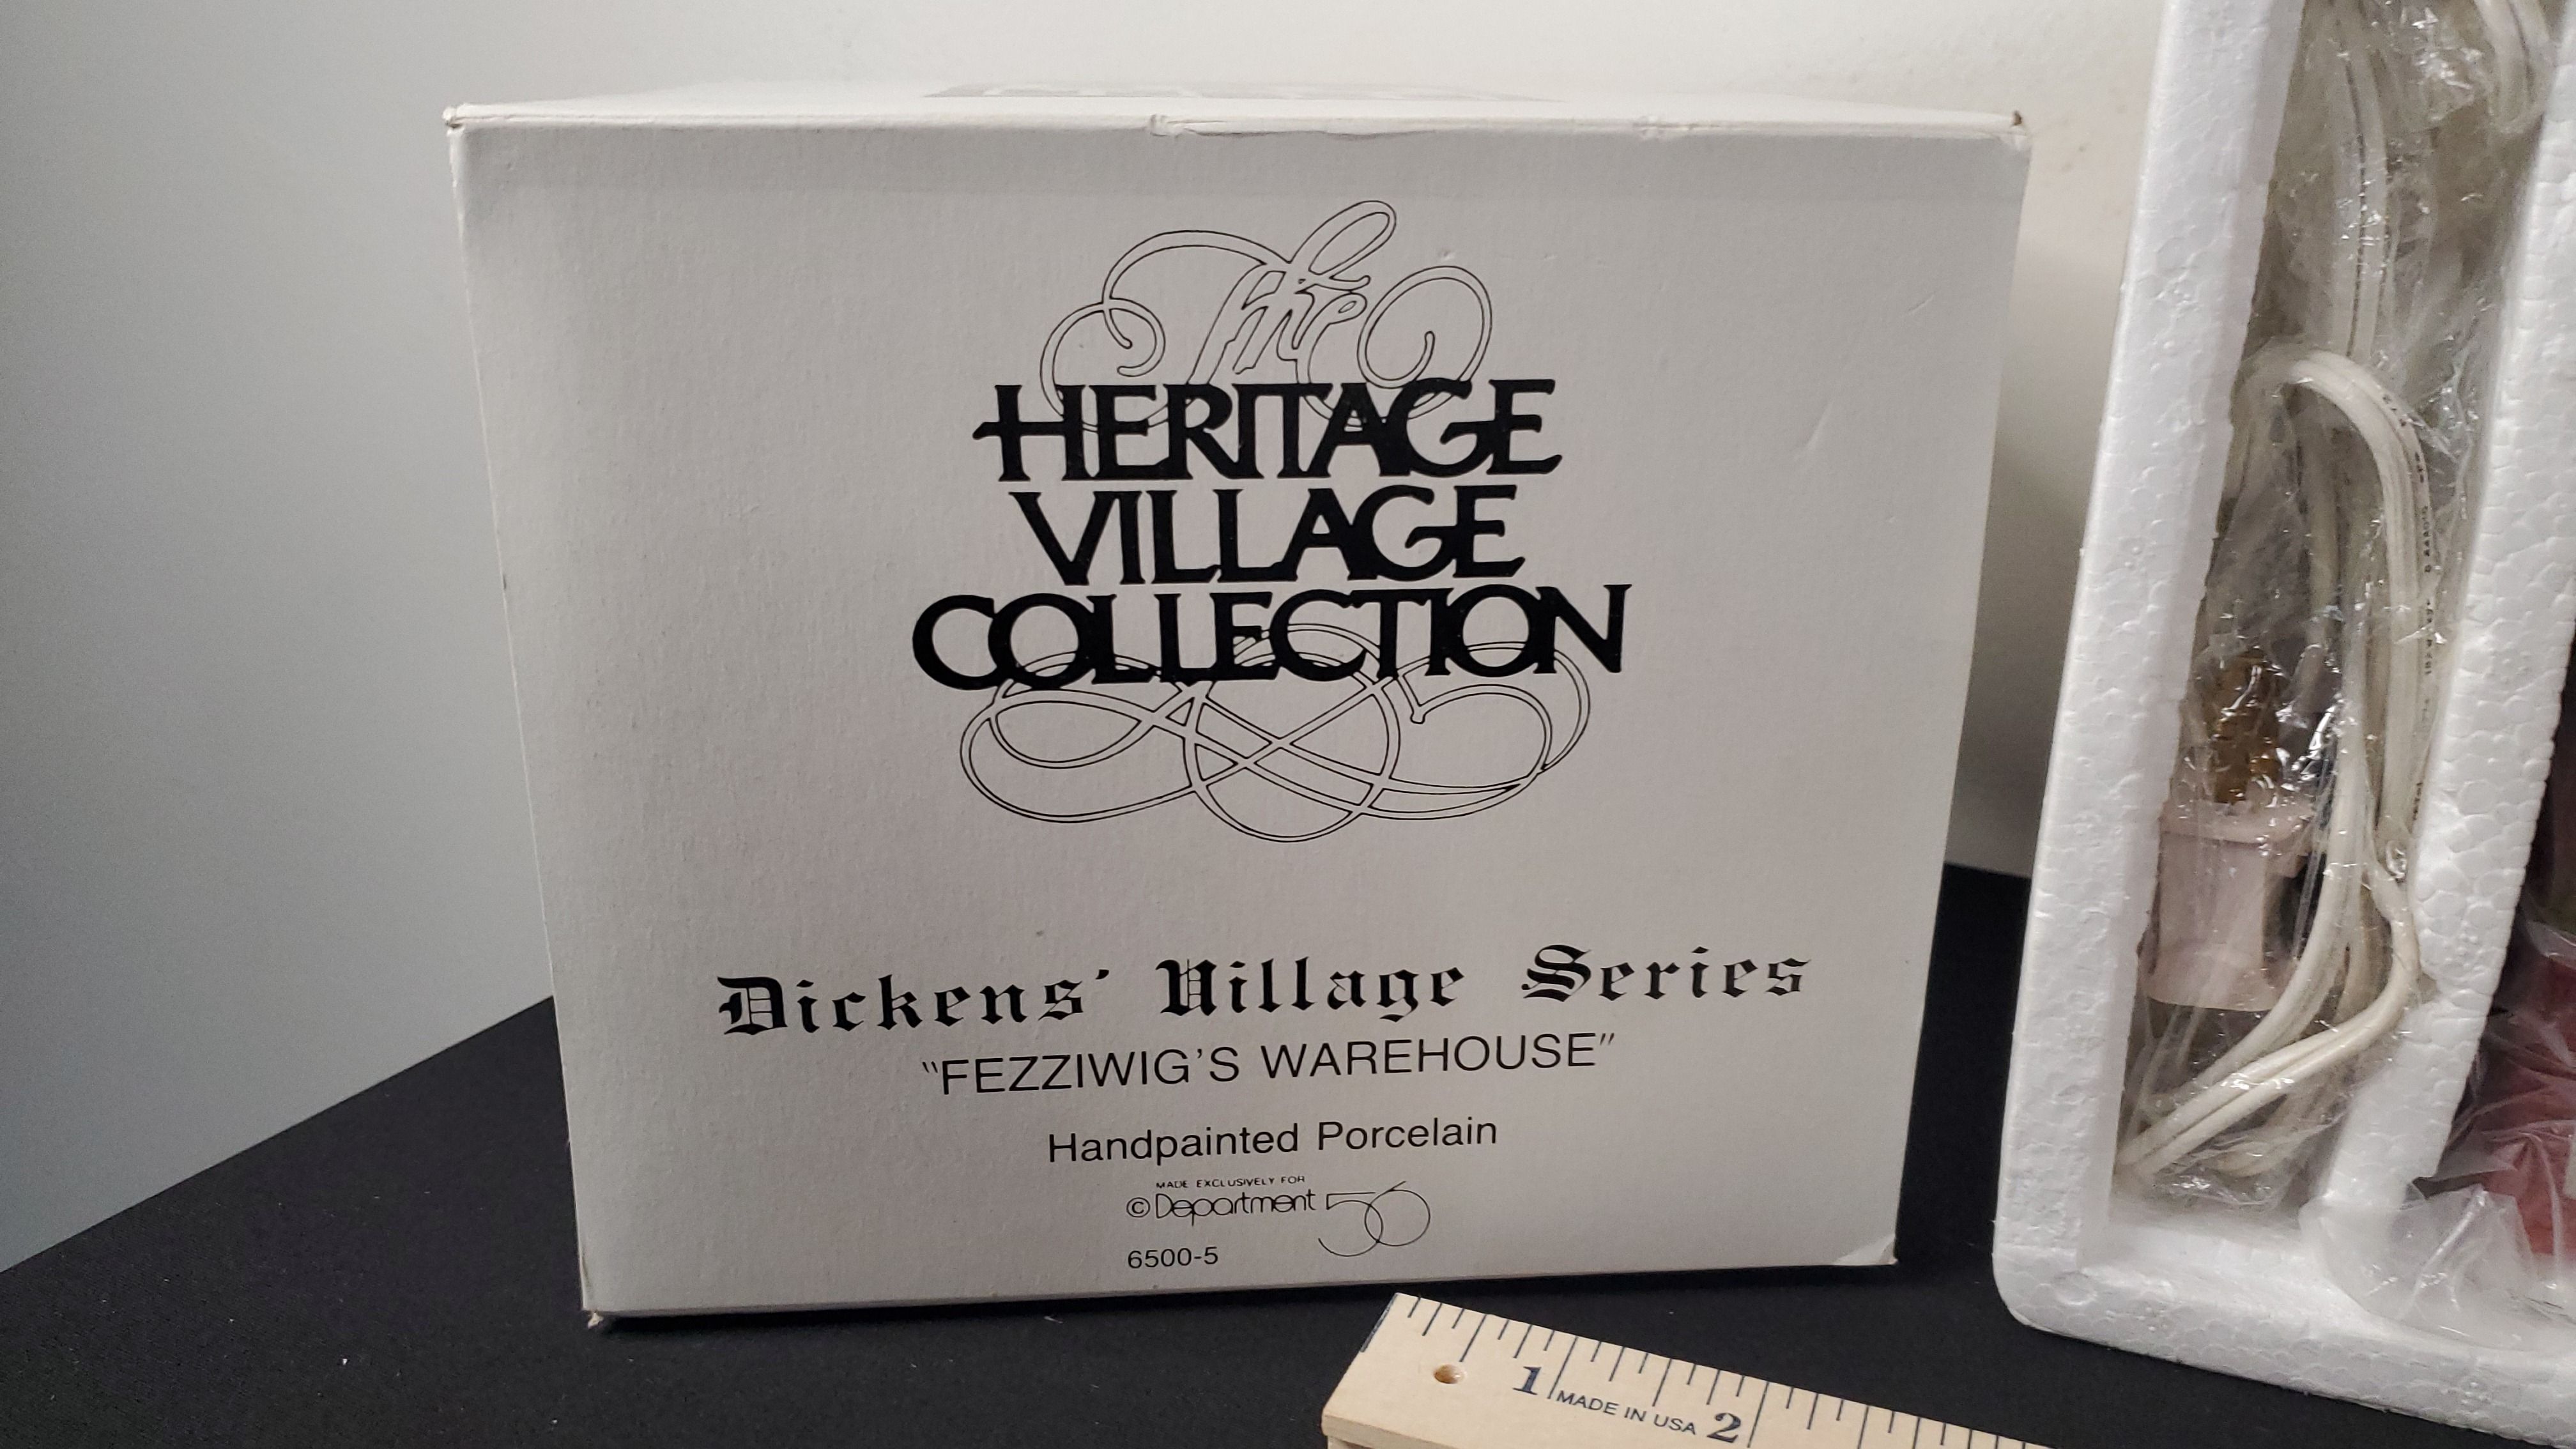 The
HERITAGE
VILLAGE
COLLECTION
Dickens' Village Series
"FEZZIWIG'S WAREHOUSE"
Handpainted Porcelain
MADE EXCLUSIVELY FOR
©Department 56
6500-5
1 MADE IN USA 2